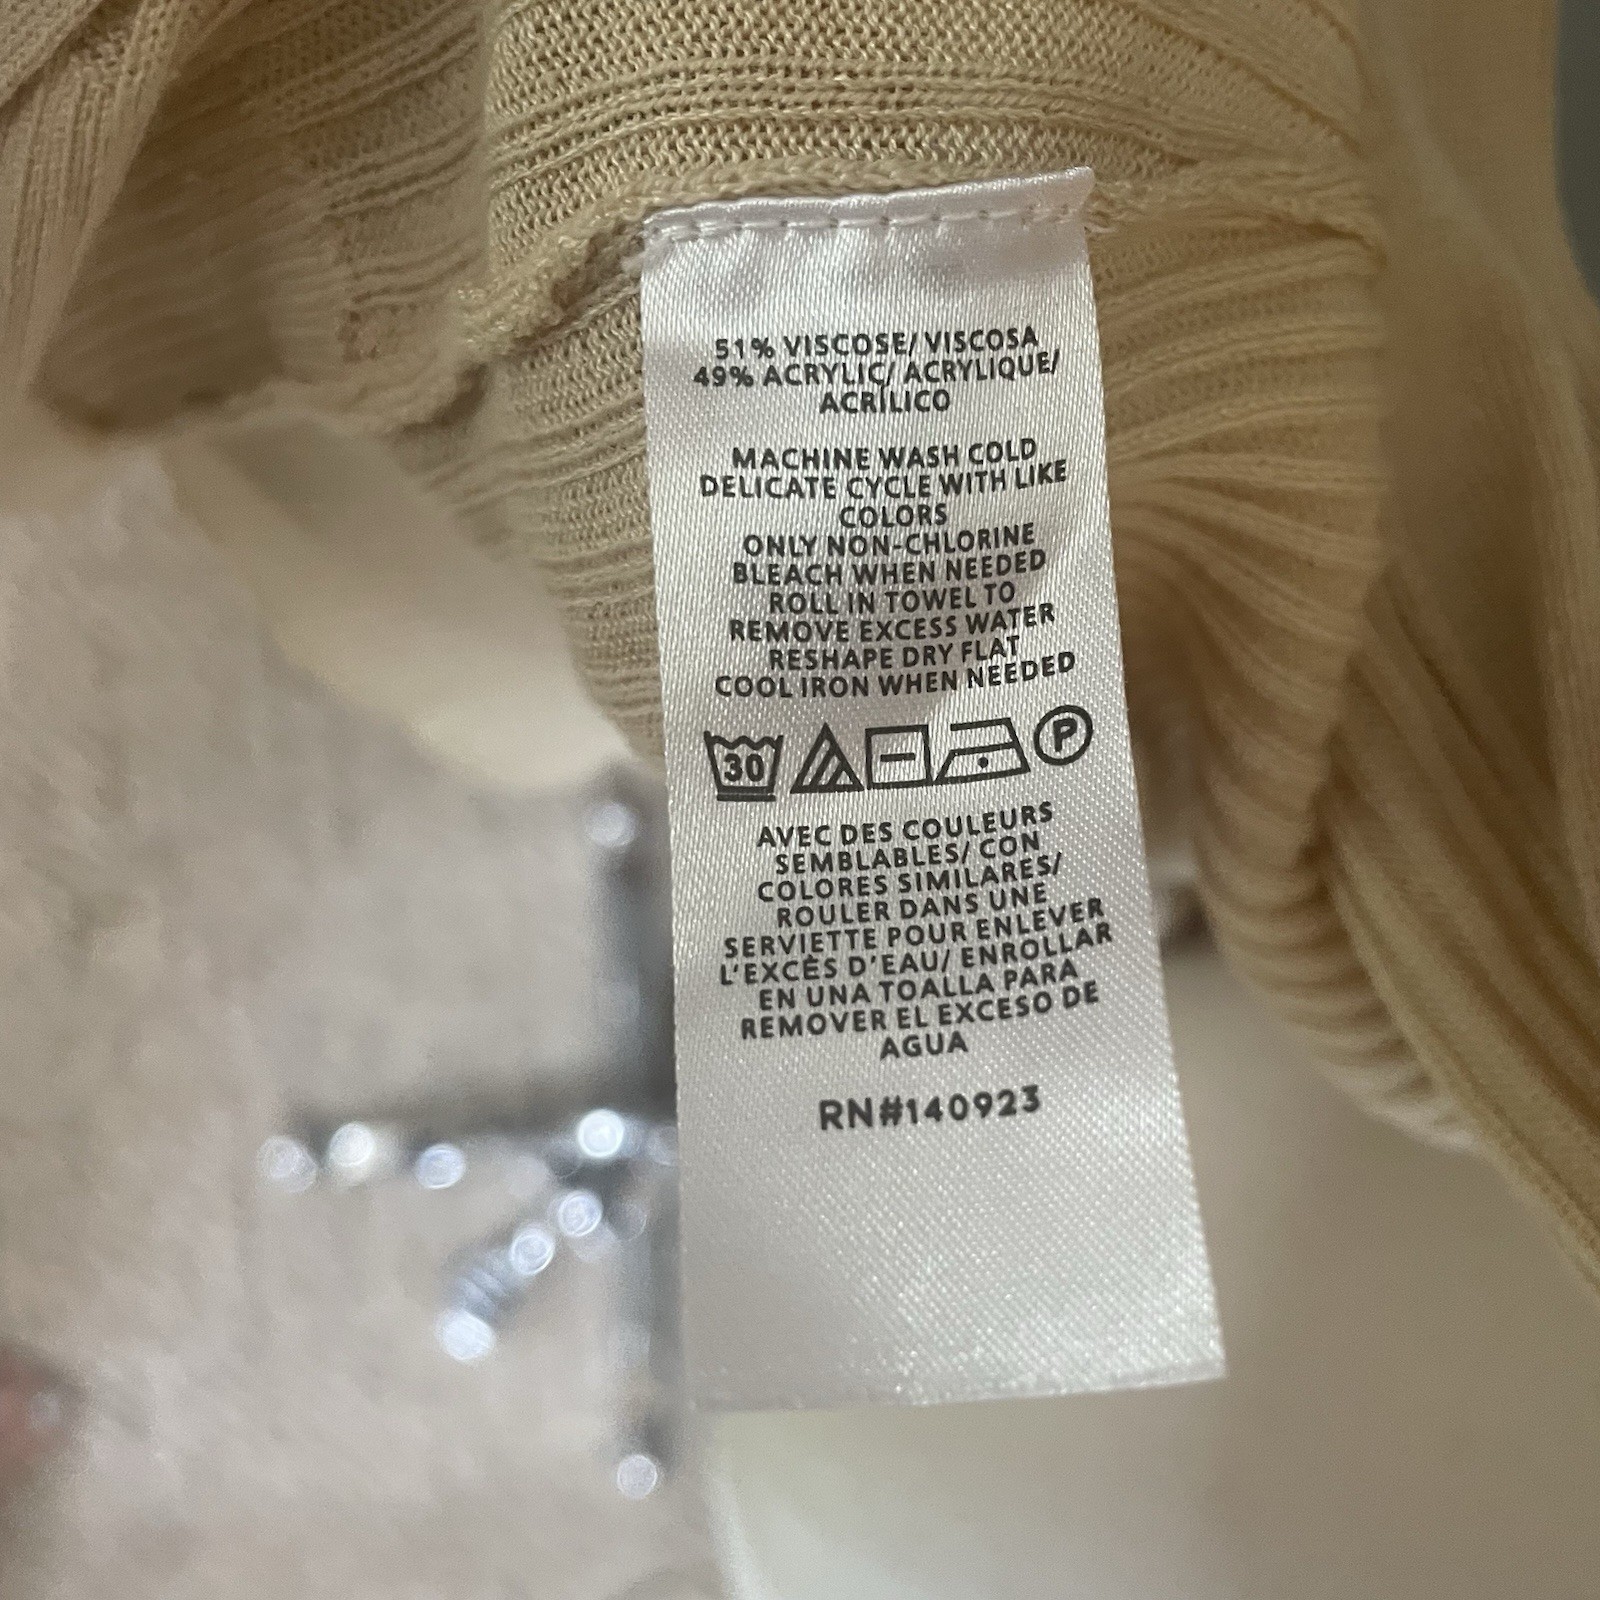 51% VISCOSE/ VISCOSA
49% ACRYLIC/ ACRYLIQUE/
ACRÍLICO
MACHINE WASH COLD
DELICATE CYCLE WITH LIKE
COLORS
ONLY NON-CHLORINE
BLEACH WHEN NEEDED
ROLL IN TOWEL TO
REMOVE EXCESS WATER
RESHAPE DRY FLAT
COOL IRON WHEN NEEDED
30 P
AVEC DES COULEURS
SEMBLABLES/ CON
COLORES SIMILARES/
ROULER DANS UNE
SERVIETTE POUR ENLEVER
L'EXCÈS D'EAU/ ENROLLAR
EN UNA TOALLA PARA
REMOVER EL EXCESO DE
AGUA
RN#140923